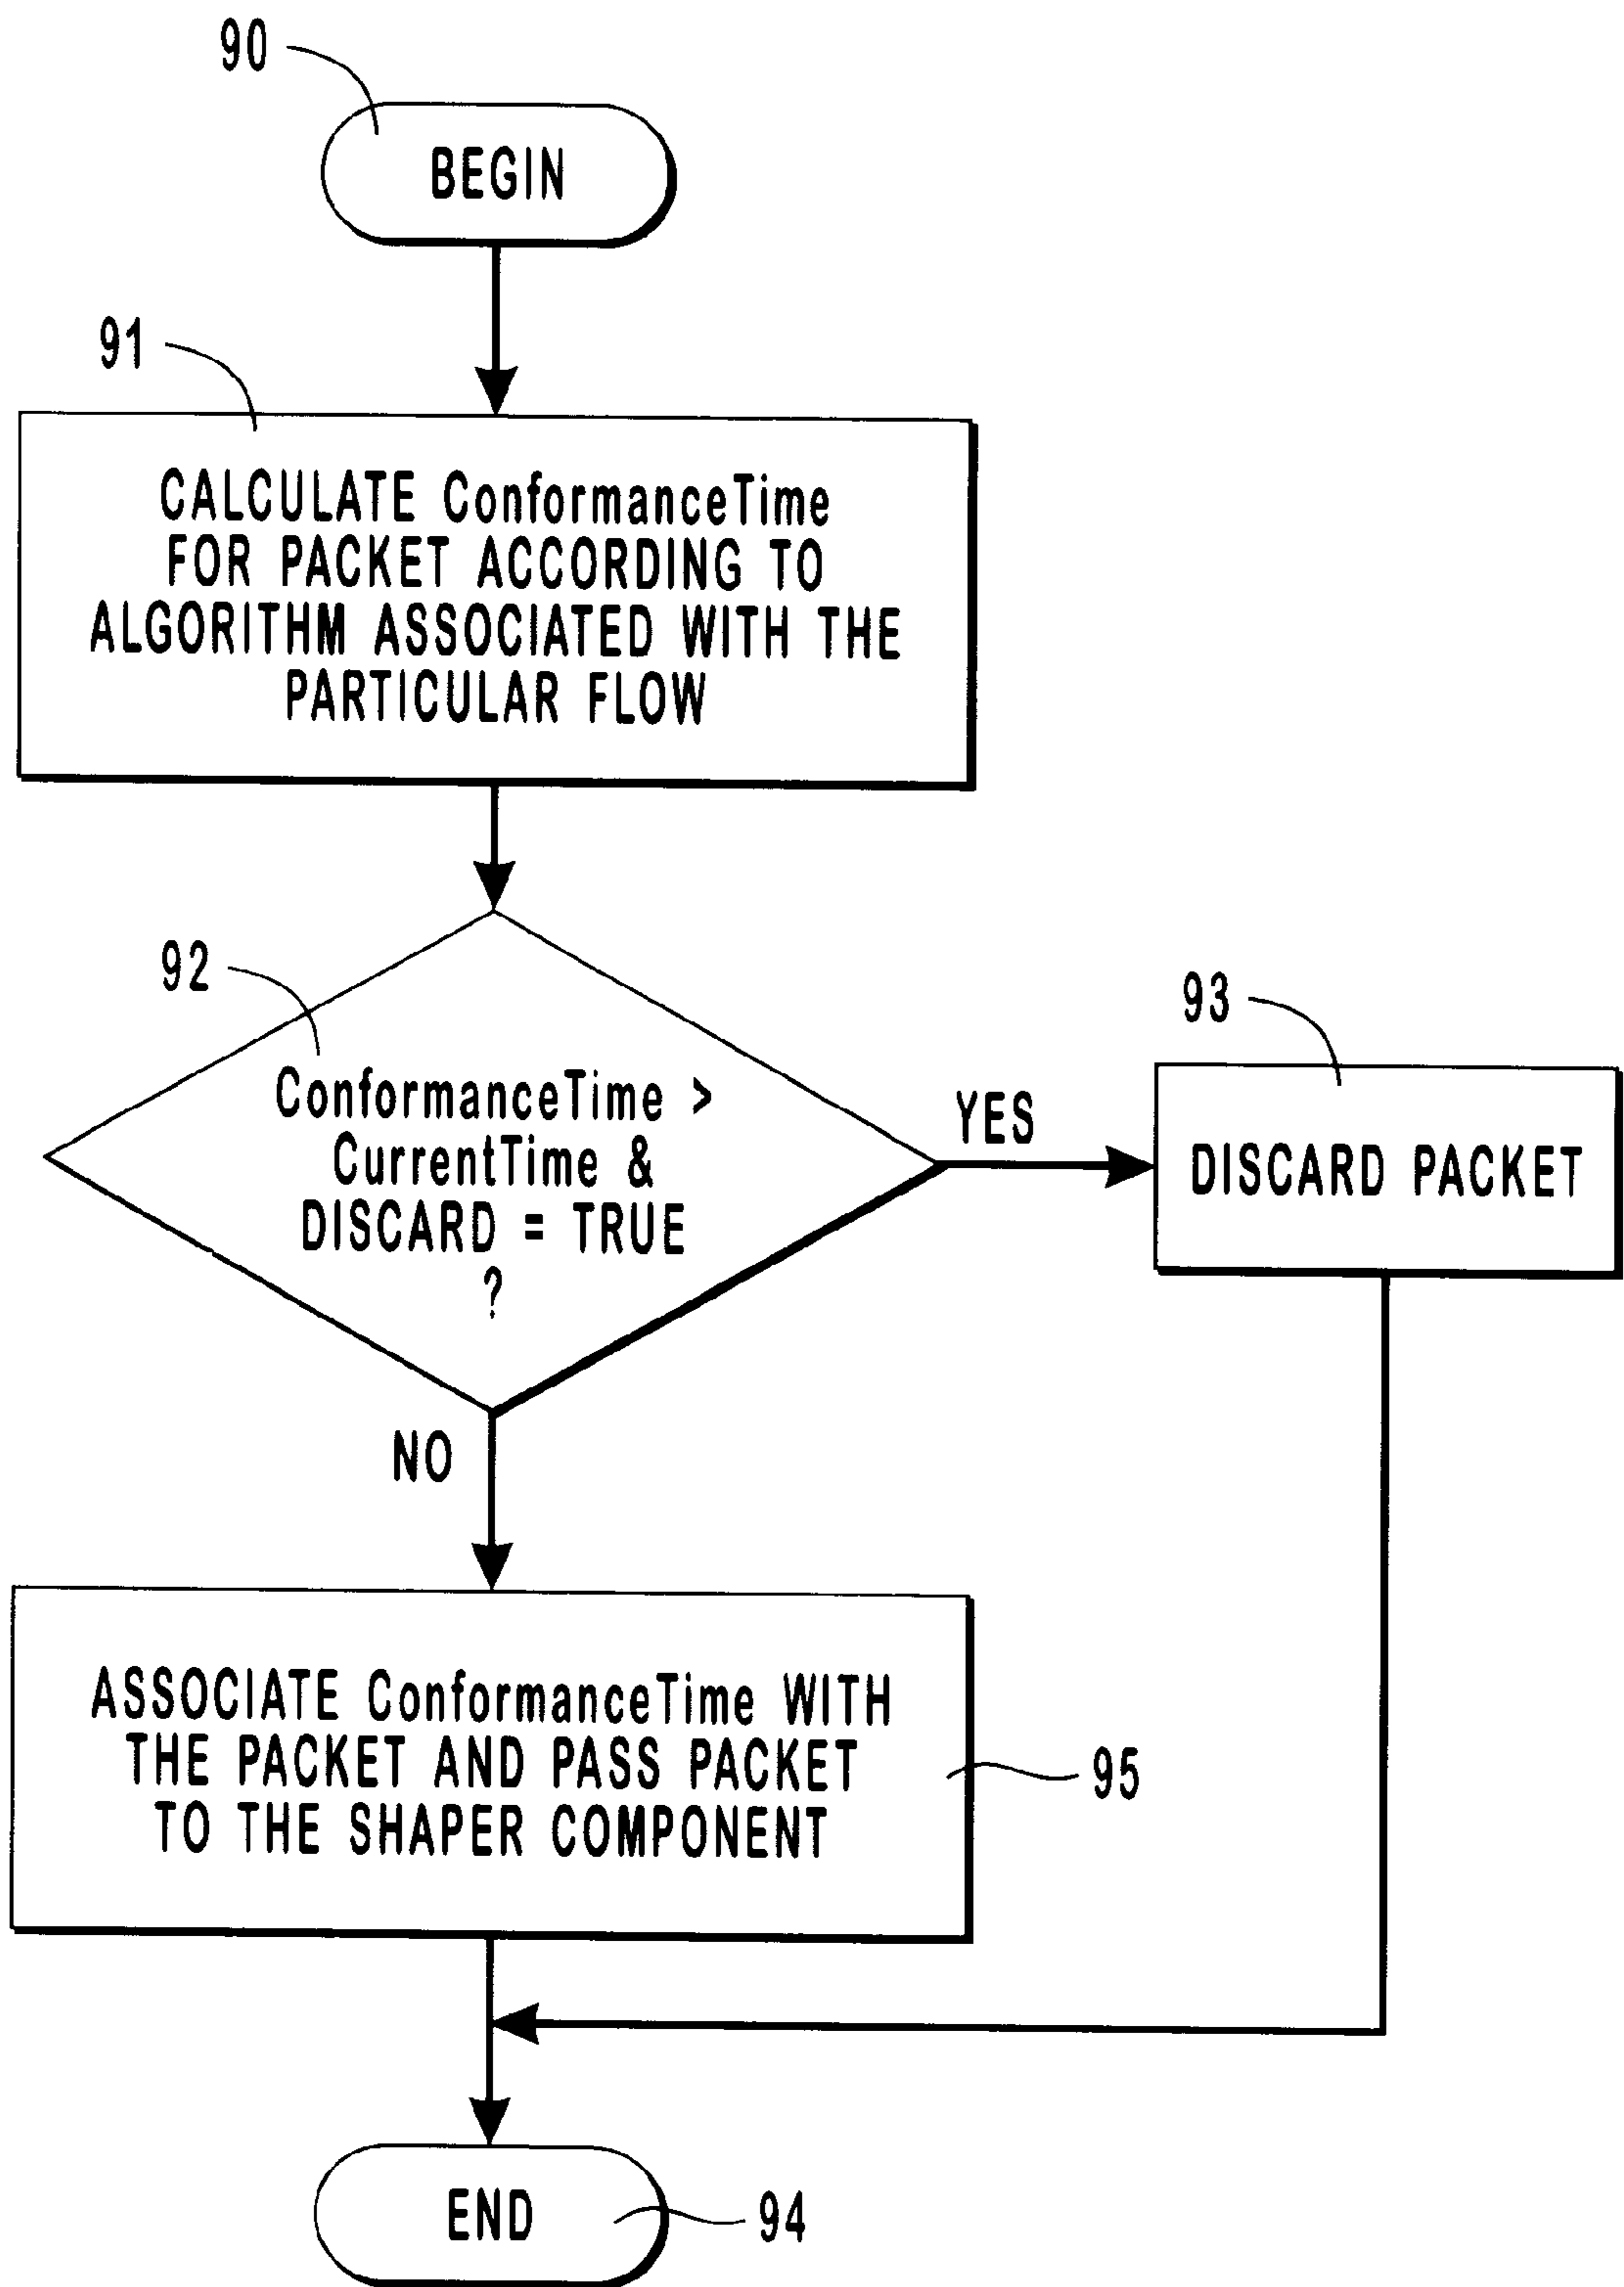 90
BEGIN
91
CALCULATE ConformanceTime
FOR PACKET ACCORDING TO
ALGORITHM ASSOCIATED WITH THE
PARTICULAR FLOW
92
ConformanceTime >
CurrentTime &
DISCARD = TRUE
?
YES
93
DISCARD PACKET
NO
ASSOCIATE ConformanceTime WITH
THE PACKET AND PASS PACKET
TO THE SHAPER COMPONENT
95
END
94